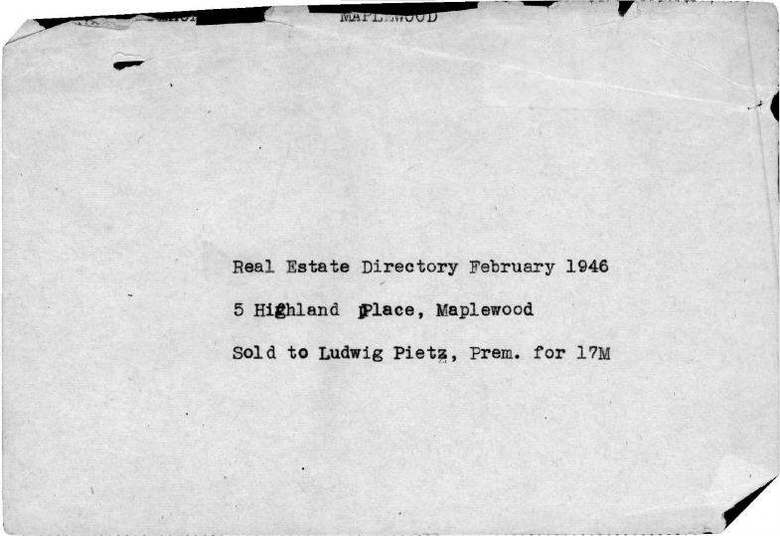 MAPLEWOOD
Real Estate Directory February 1946
5 Highland Place, Maplewood
Sold to Ludwig Pietz, Prem. for 17M